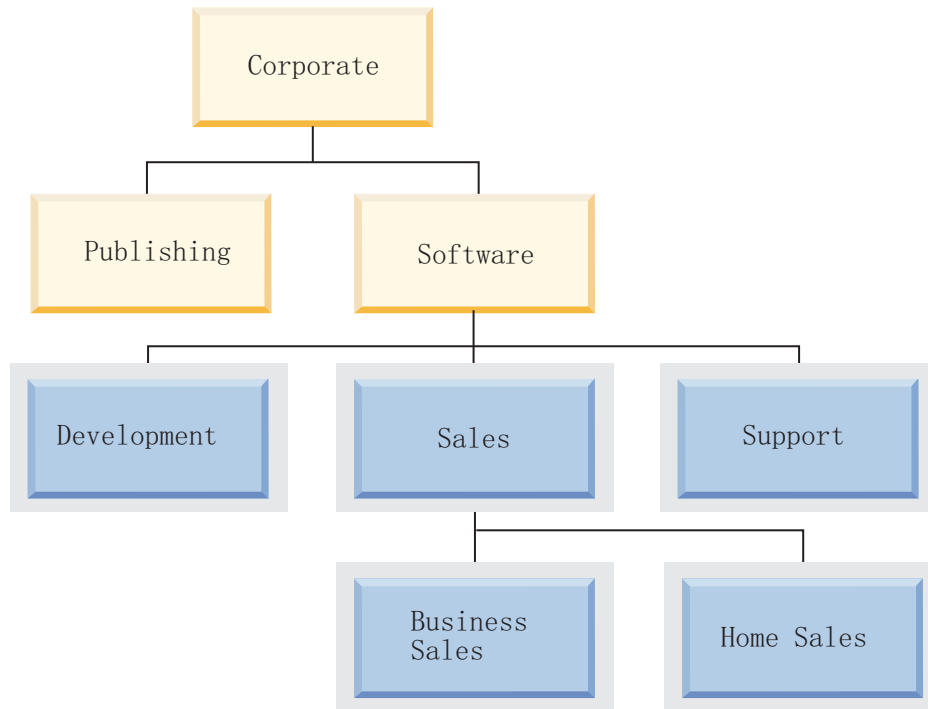 Corporate
Publishing
Software
Development
Sales
Support
Business
Sales
Home Sales